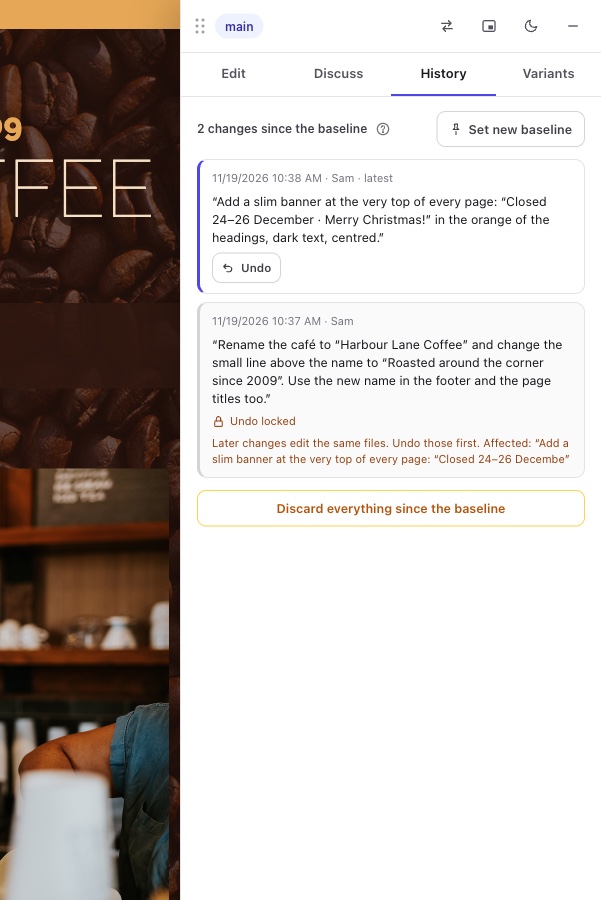 main
Edit
Discuss
History
Variants
2 changes since the baseline
Set new baseline
11/19/2026 10:38 AM · Sam · latest
“Add a slim banner at the very top of every page: “Closed
24–26 December · Merry Christmas!” in the orange of the
headings, dark text, centred.”
Undo
11/19/2026 10:37 AM · Sam
“Rename the café to “Harbour Lane Coffee” and change the
small line above the name to “Roasted around the corner
since 2009”. Use the new name in the footer and the page
titles too.”
Undo locked
Later changes edit the same files. Undo those first. Affected: “Add a
slim banner at the very top of every page: “Closed 24–26 Decembe”
Discard everything since the baseline
09
FFEE